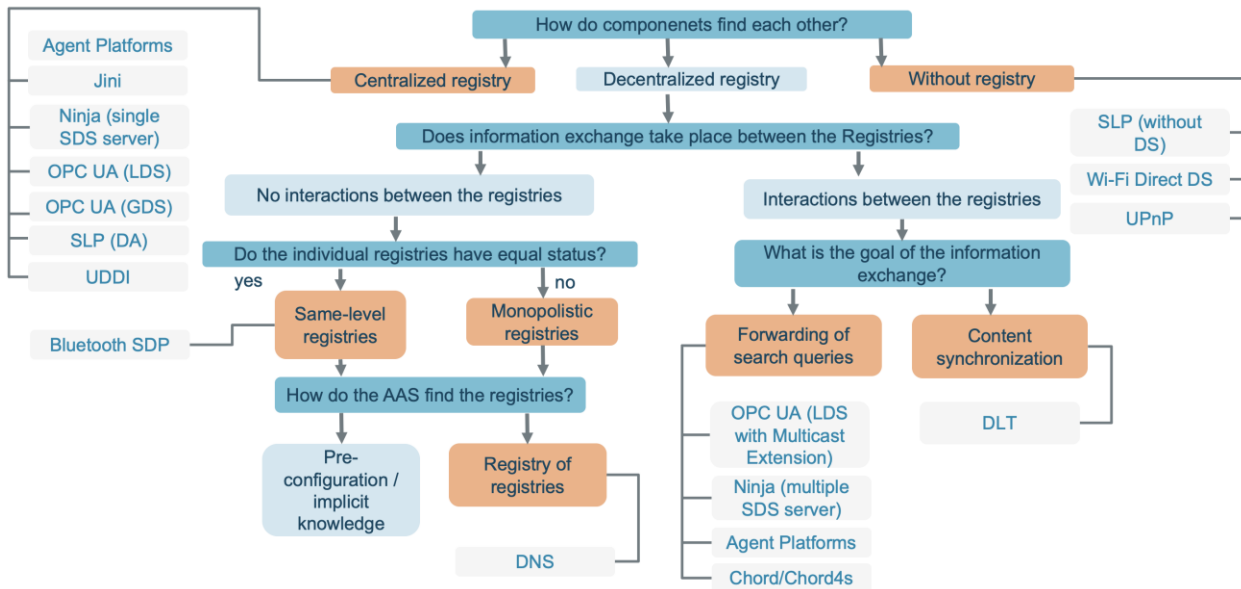 How do componenets find each other?
Agent Platforms
Jini
Ninja (single
SDS server)
OPC UA (LDS)
OPC UA (GDS)
SLP (DA)
UDDI
Centralized registry
Decentralized registry
Without registry
SLP (without
DS)
Wi-Fi Direct DS
UPnP
Does information exchange take place between the Registries?
No interactions between the registries
Interactions between the registries
Do the individual registries have equal status?
yes
no
What is the goal of the information
exchange?
Same-level
registries
Monopolistic
registries
Bluetooth SDP
Forwarding of
search queries
Content
synchronization
How do the AAS find the registries?
Pre-
configuration /
implicit
knowledge
Registry of
registries
DNS
OPC UA (LDS
with Multicast
Extension)
Ninja (multiple
SDS server)
Agent Platforms
Chord/Chord4s
DLT